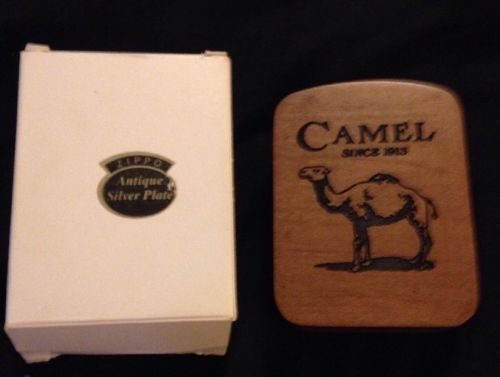 ZIPPO
Antique
Silver Plate
CAMEL
SINCE 1913